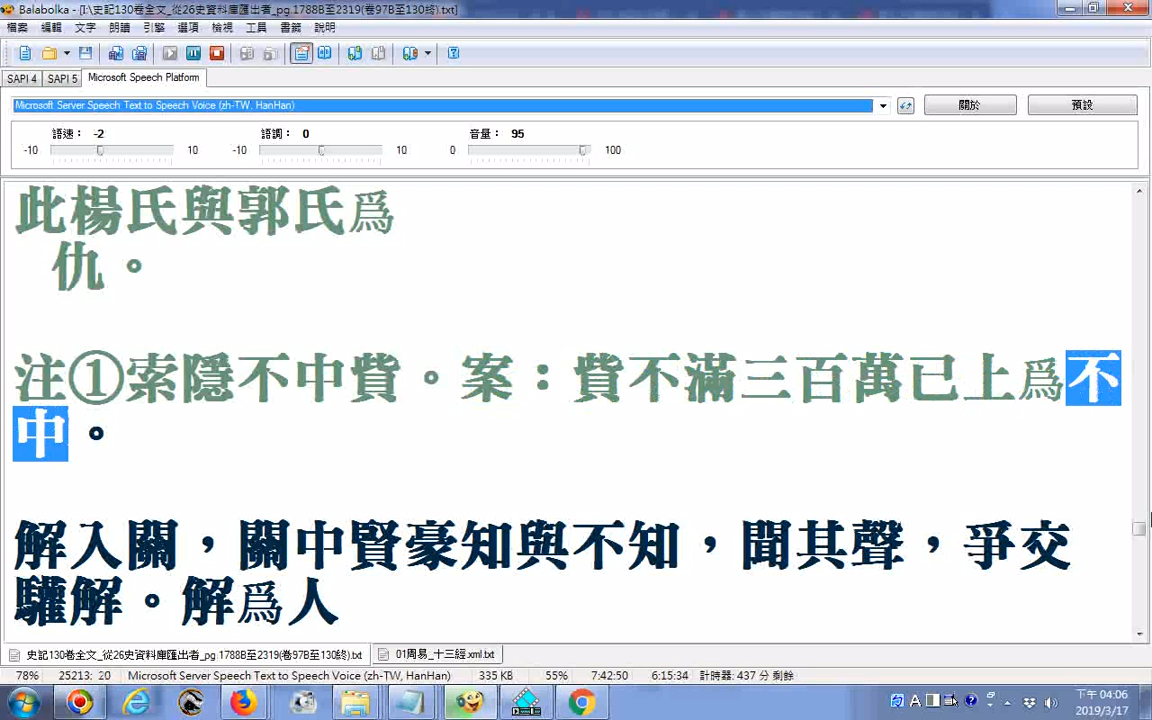 Balabolka - [I:\史記130卷全文_從26史資料庫匯出者_pg.1788B至2319(卷97B至130終).txt]
檔案 編輯 文字 朗讀 引擎 選項 檢視 工具 書籤 說明
SAPI 4 SAPI 5 Microsoft Speech Platform
Microsoft Server Speech Text to Speech Voice (zh-TW, HanHan) 關於 預設
語速： -2 語調： 0 音量： 95
-10 10 -10 10 0 100
此楊氏與郭氏爲
仇。
注①索隱不中貲。案：貲不滿三百萬已上爲不
中。
解入關，關中賢豪知與不知，聞其聲，爭交
驩解。解爲人
史記130卷全文_從26史資料庫匯出者_pg.1788B至2319(卷97B至130終).txt 01周易_十三經.xml.txt
78% 25213: 20 Microsoft Server Speech Text to Speech Voice (zh-TW, HanHan) 335 KB 55% 7:42:50 6:15:34 計時器: 437 分 剩餘
下午 04:06
2019/3/17